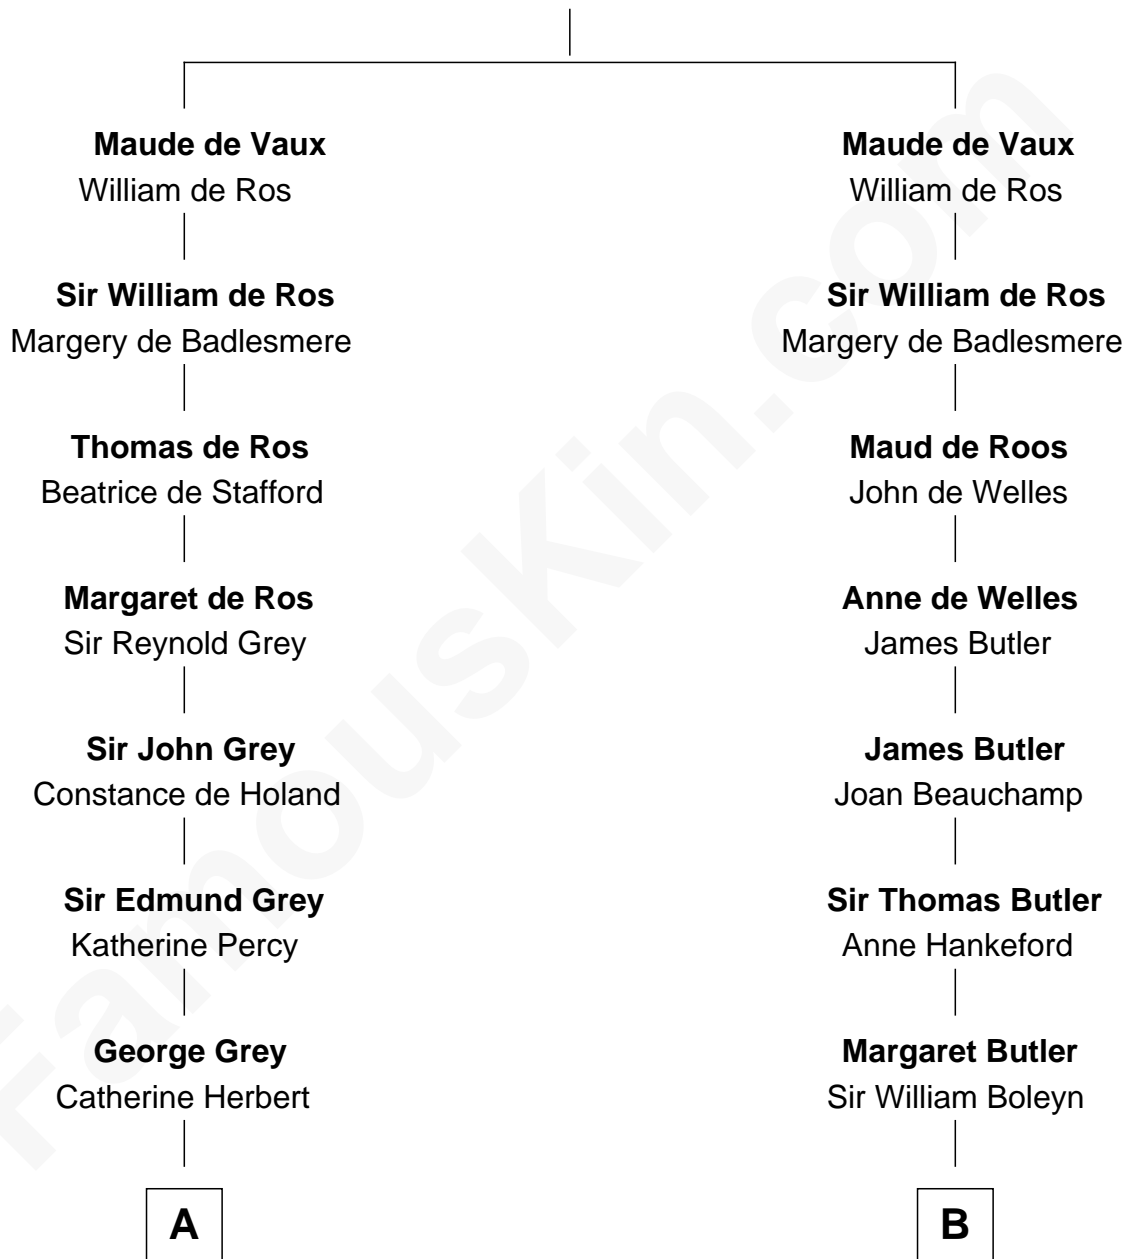 Maude de Vaux
William de Ros
Sir William de Ros
Margery de Badlesmere
Thomas de Ros
Beatrice de Stafford
Margaret de Ros
Sir Reynold Grey
Sir John Grey
Constance de Holand
Sir Edmund Grey
Katherine Percy
George Grey
Catherine Herbert
A
Maude de Vaux
William de Ros
Sir William de Ros
Margery de Badlesmere
Maud de Roos
John de Welles
Anne de Welles
James Butler
James Butler
Joan Beauchamp
Sir Thomas Butler
Anne Hankeford
Margaret Butler
Sir William Boleyn
B
FamousKin.com